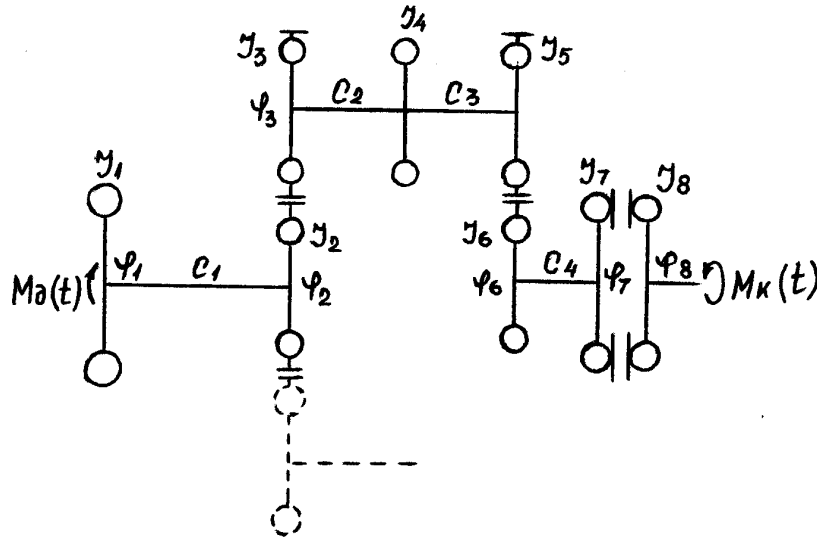 J₃ J₄ J₅
C₂ C₃
φ₃
J₁ J₇ J₈
J₂ J₆
Mд(t) φ₁ C₁ φ₂ φ₆ C₄ φ₇ φ₈ Mк(t)